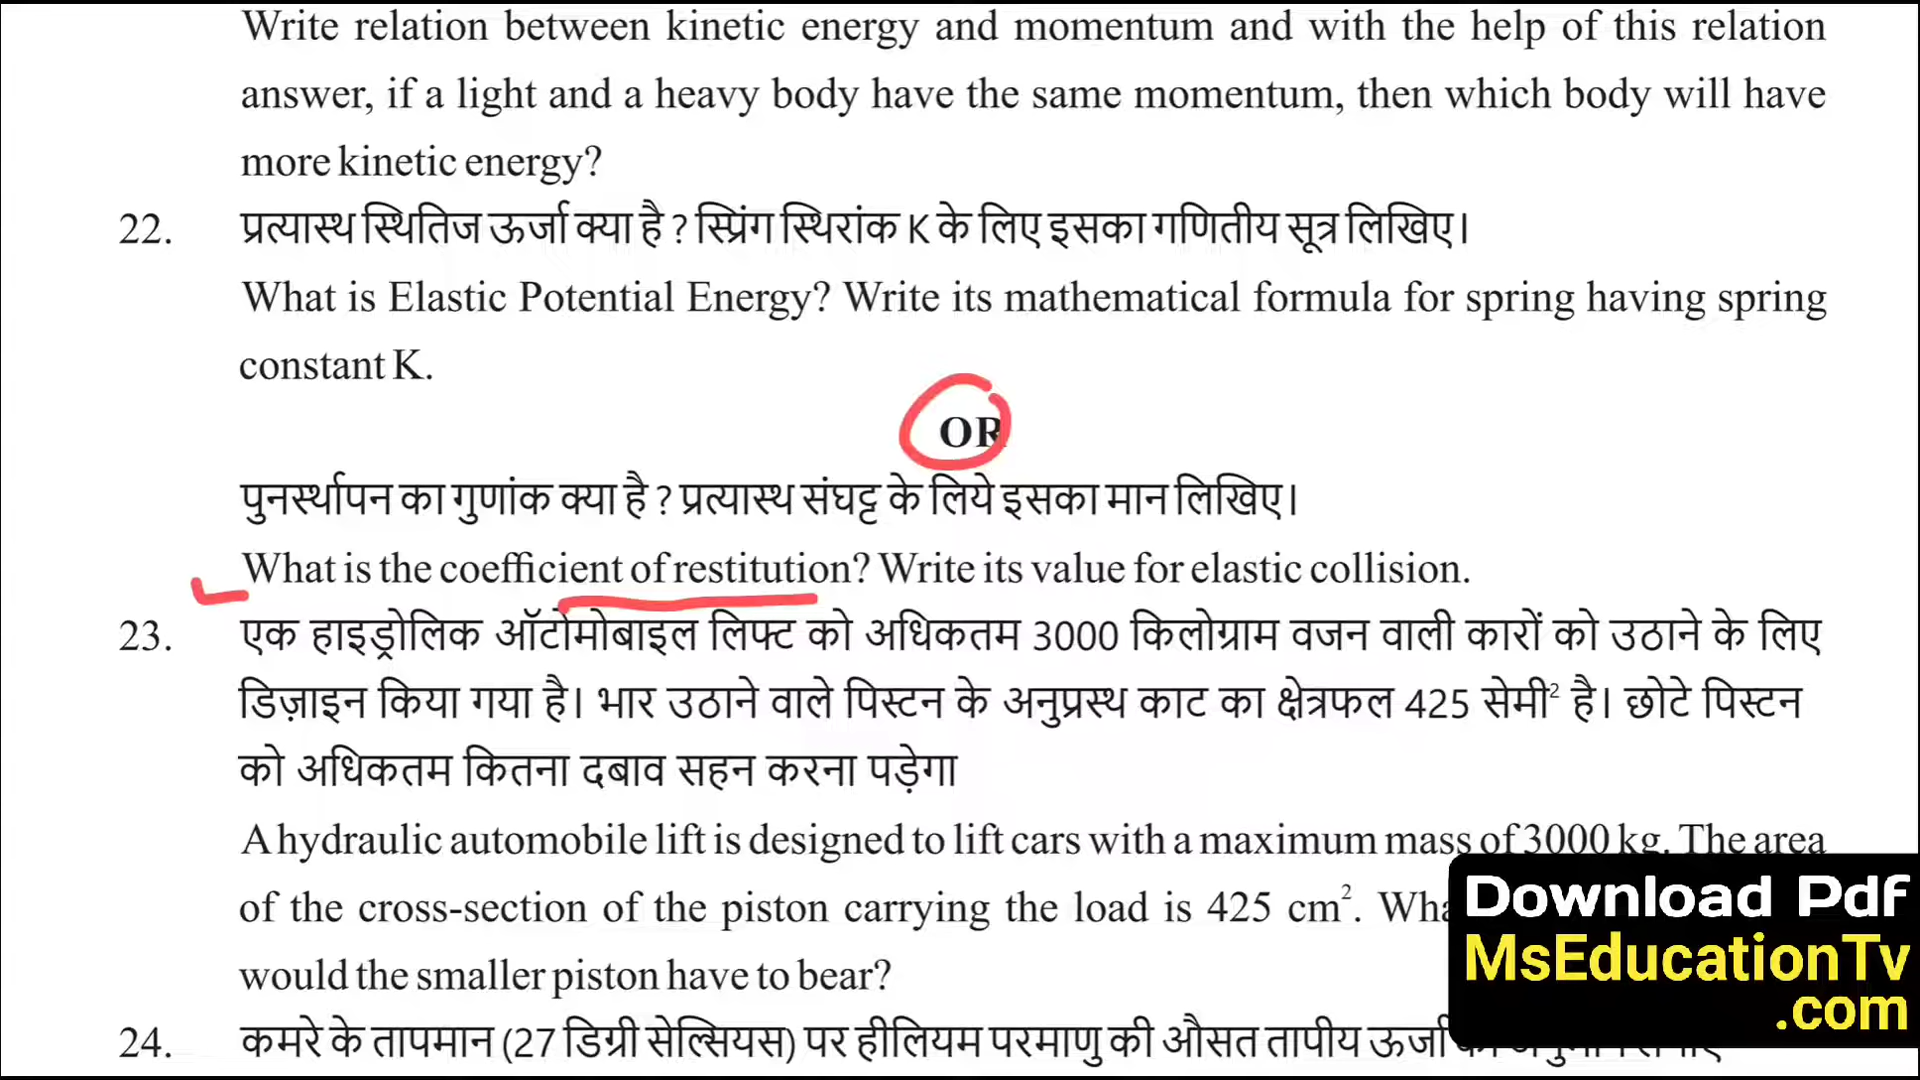 Write relation between kinetic energy and momentum and with the help of this relation
answer, if a light and a heavy body have the same momentum, then which body will have
more kinetic energy?
22. प्रत्यास्थ स्थितिज ऊर्जा क्या है ? स्प्रिंग स्थिरांक K के लिए इसका गणितीय सूत्र लिखिए।
What is Elastic Potential Energy? Write its mathematical formula for spring having spring
constant K.
OR
पुनर्स्थापन का गुणांक क्या है ? प्रत्यास्थ संघट्ट के लिये इसका मान लिखिए।
What is the coefficient of restitution? Write its value for elastic collision.
23. एक हाइड्रोलिक ऑटोमोबाइल लिफ्ट को अधिकतम 3000 किलोग्राम वजन वाली कारों को उठाने के लिए
डिज़ाइन किया गया है। भार उठाने वाले पिस्टन के अनुप्रस्थ काट का क्षेत्रफल 425 सेमी² है। छोटे पिस्टन
को अधिकतम कितना दबाव सहन करना पड़ेगा
A hydraulic automobile lift is designed to lift cars with a maximum mass of 3000 kg. The area
of the cross-section of the piston carrying the load is 425 cm².
would the smaller piston have to bear?
24. कमरे के तापमान (27 डिग्री सेल्सियस) पर हीलियम परमाणु की औसत तापीय ऊर्जा
Download Pdf
MsEducationTv
.com